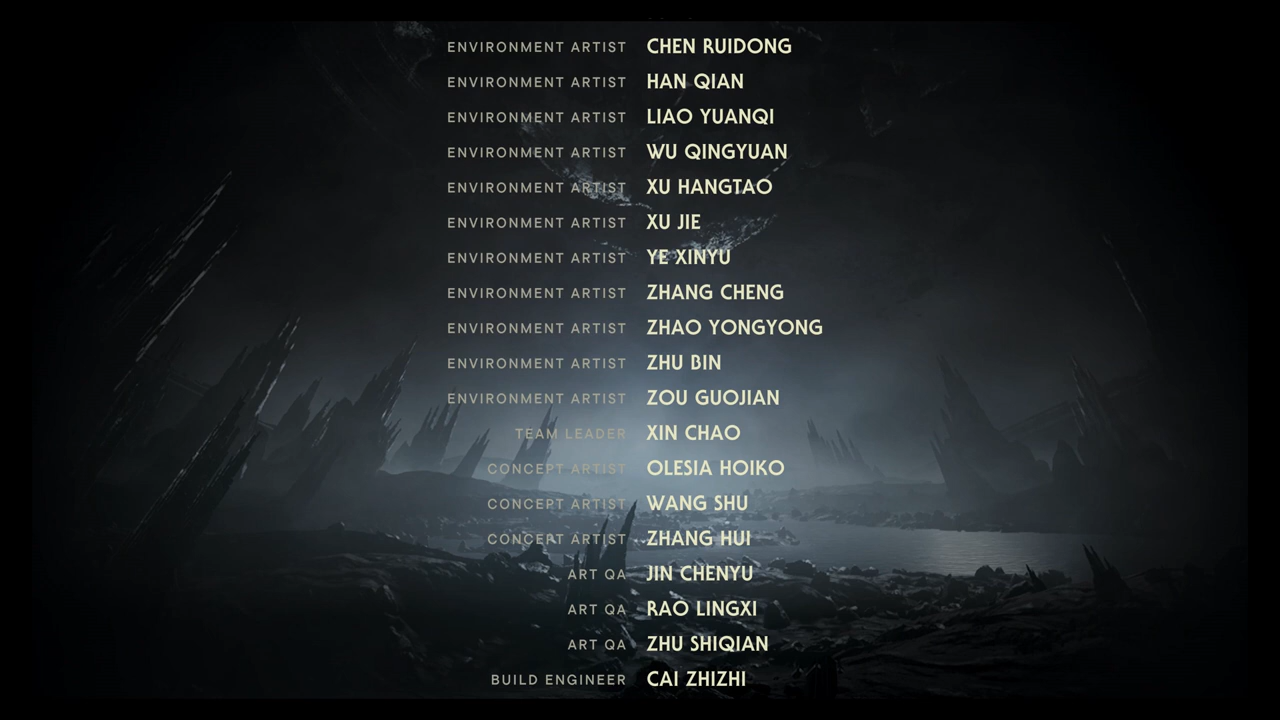 ENVIRONMENT ARTIST CHEN RUIDONG
ENVIRONMENT ARTIST HAN QIAN
ENVIRONMENT ARTIST LIAO YUANQI
ENVIRONMENT ARTIST WU QINGYUAN
ENVIRONMENT ARTIST XU HANGTAO
ENVIRONMENT ARTIST XU JIE
ENVIRONMENT ARTIST YE XINYU
ENVIRONMENT ARTIST ZHANG CHENG
ENVIRONMENT ARTIST ZHAO YONGYONG
ENVIRONMENT ARTIST ZHU BIN
ENVIRONMENT ARTIST ZOU GUOJIAN
TEAM LEADER XIN CHAO
CONCEPT ARTIST OLESIA HOIKO
CONCEPT ARTIST WANG SHU
CONCEPT ARTIST ZHANG HUI
ART QA JIN CHENYU
ART QA RAO LINGXI
ART QA ZHU SHIQIAN
BUILD ENGINEER CAI ZHIZHI